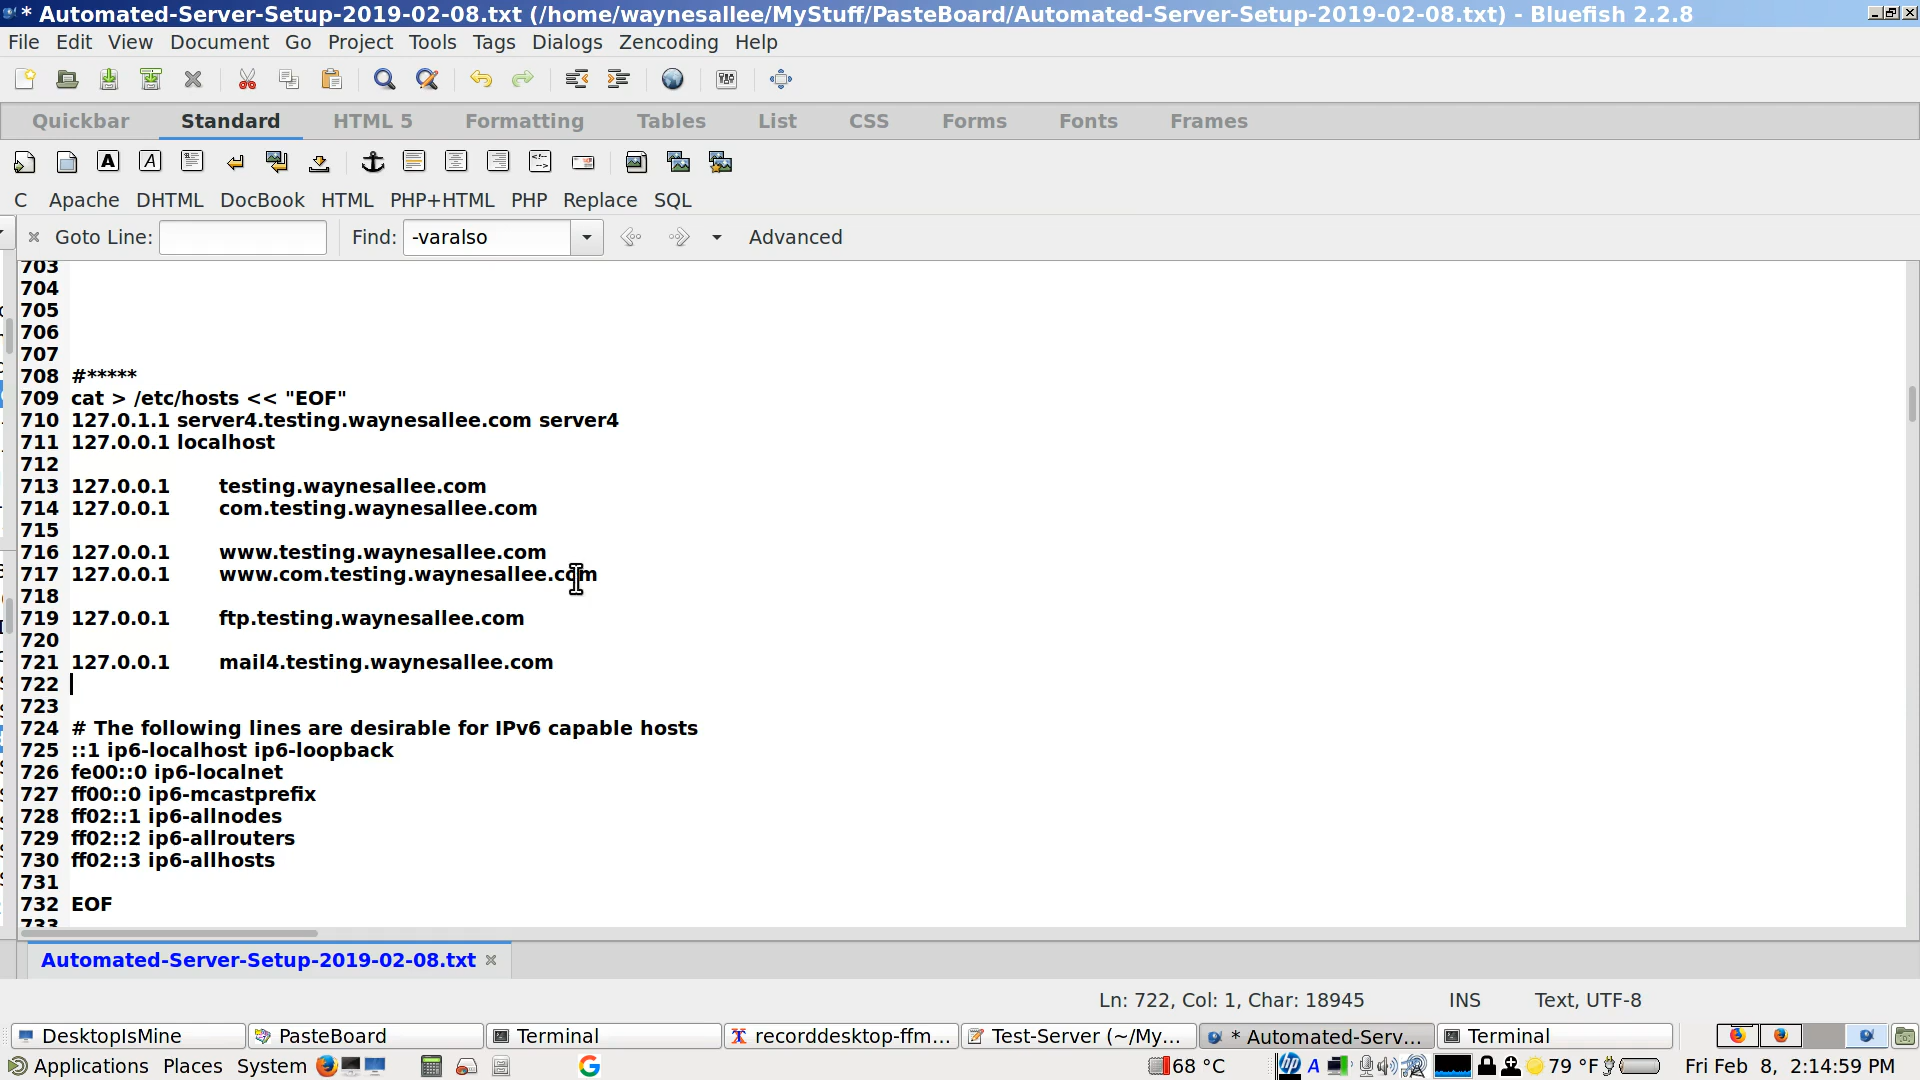 * Automated-Server-Setup-2019-02-08.txt (/home/waynesallee/MyStuff/PasteBoard/Automated-Server-Setup-2019-02-08.txt) - Bluefish 2.2.8
File Edit View Document Go Project Tools Tags Dialogs Zencoding Help
Quickbar Standard HTML 5 Formatting Tables List CSS Forms Fonts Frames
C Apache DHTML DocBook HTML PHP+HTML PHP Replace SQL
Goto Line: Find: -varalso Advanced
703
704
705
706
707
708 #*****
709 cat > /etc/hosts << "EOF"
710 127.0.1.1 server4.testing.waynesallee.com server4
711 127.0.0.1 localhost
712
713 127.0.0.1 testing.waynesallee.com
714 127.0.0.1 com.testing.waynesallee.com
715
716 127.0.0.1 www.testing.waynesallee.com
717 127.0.0.1 www.com.testing.waynesallee.com
718
719 127.0.0.1 ftp.testing.waynesallee.com
720
721 127.0.0.1 mail4.testing.waynesallee.com
722
723
724 # The following lines are desirable for IPv6 capable hosts
725 ::1 ip6-localhost ip6-loopback
726 fe00::0 ip6-localnet
727 ff00::0 ip6-mcastprefix
728 ff02::1 ip6-allnodes
729 ff02::2 ip6-allrouters
730 ff02::3 ip6-allhosts
731
732 EOF
733
Automated-Server-Setup-2019-02-08.txt
Ln: 722, Col: 1, Char: 18945 INS Text, UTF-8
DesktopIsMine PasteBoard Terminal recorddesktop-ffm... Test-Server (~/My... * Automated-Serv... Terminal
Applications Places System 68 °C 79 °F Fri Feb 8, 2:14:59 PM